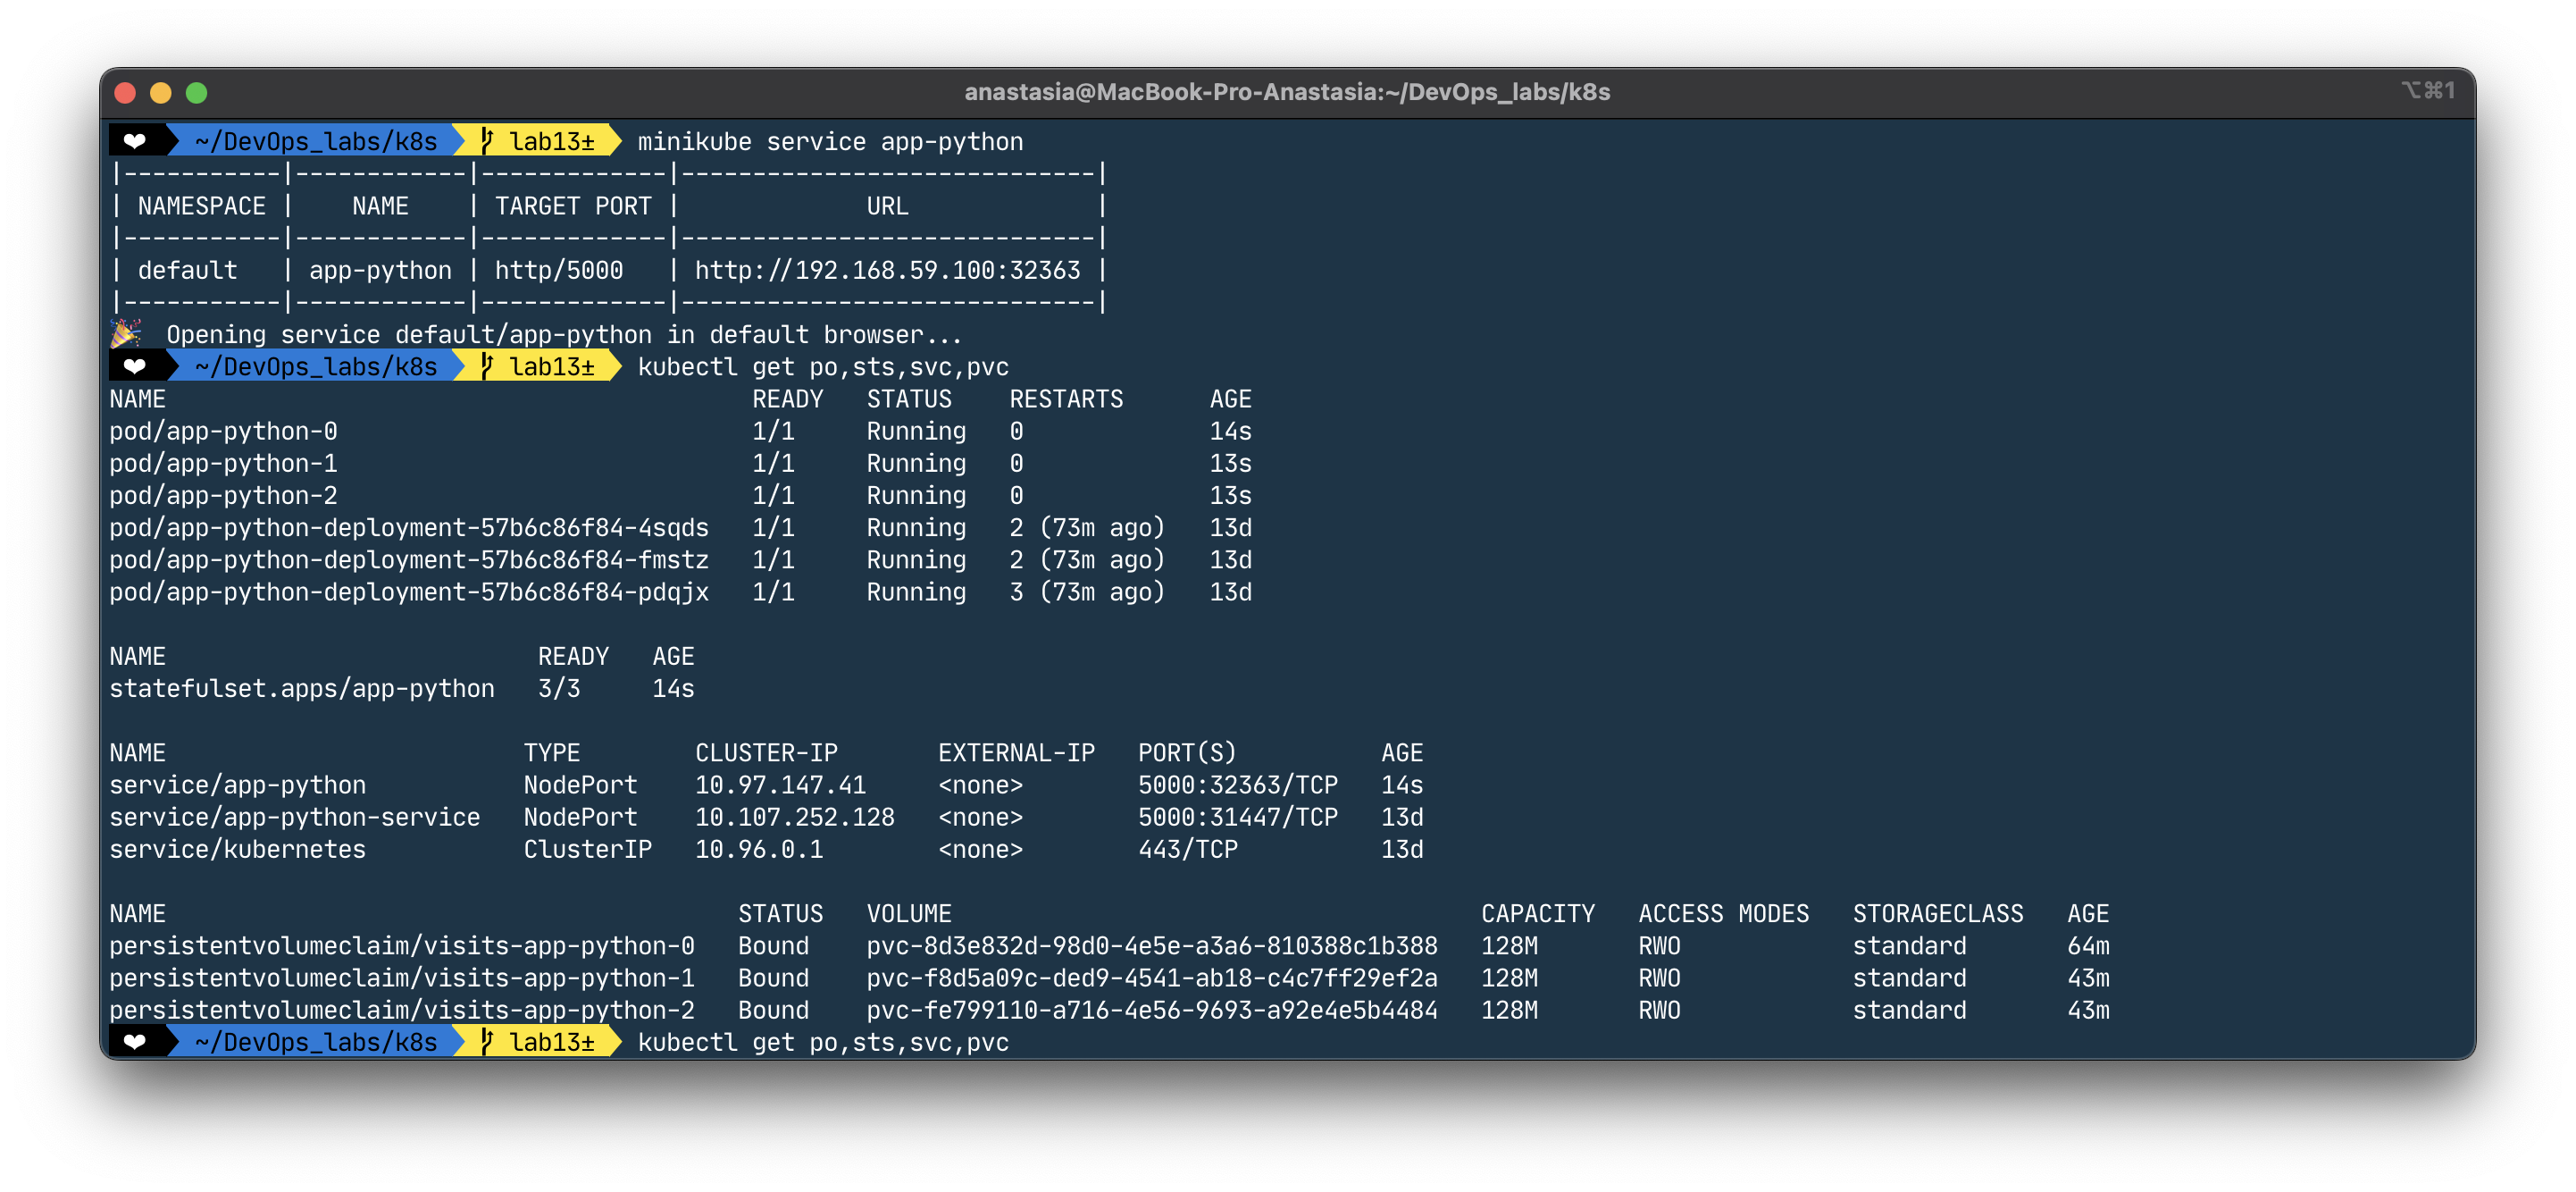 anastasia@MacBook-Pro-Anastasia:~/DevOps_labs/k8s ⌥⌘1
❤ ~/DevOps_labs/k8s lab13± minikube service app-python
|-----------|------------|-------------|-----------------------------|
| NAMESPACE |    NAME    | TARGET PORT |             URL             |
|-----------|------------|-------------|-----------------------------|
| default   | app-python | http/5000   | http://192.168.59.100:32363 |
|-----------|------------|-------------|-----------------------------|
🎉  Opening service default/app-python in default browser...
❤ ~/DevOps_labs/k8s lab13± kubectl get po,sts,svc,pvc
NAME                                         READY   STATUS    RESTARTS      AGE
pod/app-python-0                             1/1     Running   0             14s
pod/app-python-1                             1/1     Running   0             13s
pod/app-python-2                             1/1     Running   0             13s
pod/app-python-deployment-57b6c86f84-4sqds   1/1     Running   2 (73m ago)   13d
pod/app-python-deployment-57b6c86f84-fmstz   1/1     Running   2 (73m ago)   13d
pod/app-python-deployment-57b6c86f84-pdqjx   1/1     Running   3 (73m ago)   13d
NAME                          READY   AGE
statefulset.apps/app-python   3/3     14s
NAME                         TYPE        CLUSTER-IP       EXTERNAL-IP   PORT(S)          AGE
service/app-python           NodePort    10.97.147.41     <none>        5000:32363/TCP   14s
service/app-python-service   NodePort    10.107.252.128   <none>        5000:31447/TCP   13d
service/kubernetes           ClusterIP   10.96.0.1        <none>        443/TCP          13d
NAME                                        STATUS   VOLUME                                     CAPACITY   ACCESS MODES   STORAGECLASS   AGE
persistentvolumeclaim/visits-app-python-0   Bound    pvc-8d3e832d-98d0-4e5e-a3a6-810388c1b388   128M       RWO            standard       64m
persistentvolumeclaim/visits-app-python-1   Bound    pvc-f8d5a09c-ded9-4541-ab18-c4c7ff29ef2a   128M       RWO            standard       43m
persistentvolumeclaim/visits-app-python-2   Bound    pvc-fe799110-a716-4e56-9693-a92e4e5b4484   128M       RWO            standard       43m
❤ ~/DevOps_labs/k8s lab13± kubectl get po,sts,svc,pvc